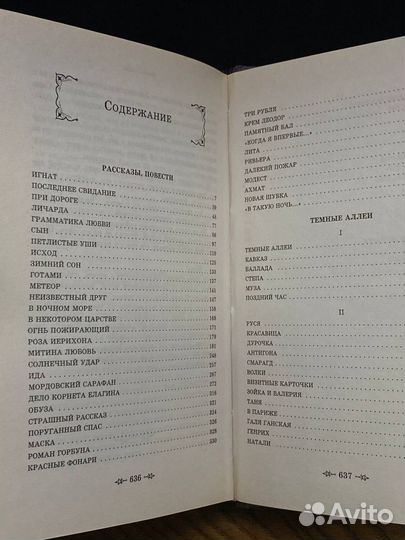 СОДЕРЖАНИЕ
РАССКАЗЫ, ПОВЕСТИ
ИГНАТ
ПОСЛЕДНЕЕ СВИДАНИЕ 7
ПРИ ДОРОГЕ
ЛИЧАРДА
ГРАММАТИКА ЛЮБВИ
СЫН
ПЕТЛИСТЫЕ УШИ
ИСХОД
ЗИМНИЙ СОН
ГОТАМИ
МЕТЕОР
НЕИЗВЕСТНЫЙ ДРУГ
В НОЧНОМ МОРЕ
В НЕКОТОРОМ ЦАРСТВЕ
ОГНЬ ПОЖИРАЮЩИЙ
РОЗА ИЕРИХОНА
МИТИНА ЛЮБОВЬ
СОЛНЕЧНЫЙ УДАР
ИДА
МОРДОВСКИЙ САРАФАН
ДЕЛО КОРНЕТА ЕЛАГИНА
ОБУЗА
СТРАШНЫЙ РАССКАЗ
ПОРУГАННЫЙ СПАС
МАСКА
РОМАН ГОРБУНА
КРАСНЫЕ ФОНАРИ
636
ТРИ РУБЛЯ
КРЕМ ЛЕОДОР
ПАМЯТНЫЙ БАЛ
«КОГДА Я ВПЕРВЫЕ...»
ЛИТА
РИВЬЕРА
ДАЛЕКИЙ ПОЖАР
МОДЕСТ
АХМАТ
НОВАЯ ШУБКА
«В ТАКУЮ НОЧЬ...»
ТЕМНЫЕ АЛЛЕИ
I
ТЕМНЫЕ АЛЛЕИ
КАВКАЗ
БАЛЛАДА
СТЕПА
МУЗА
ПОЗДНИЙ ЧАС
II
РУСЯ
КРАСАВИЦА
ДУРОЧКА
АНТИГОНА
СМАРАГД
ВОЛКИ
ВИЗИТНЫЕ КАРТОЧКИ
ЗОЙКА И ВАЛЕРИЯ
ТАНЯ
В ПАРИЖЕ
ГАЛЯ ГАНСКАЯ
ГЕНРИХ
НАТАЛИ
637
Avito